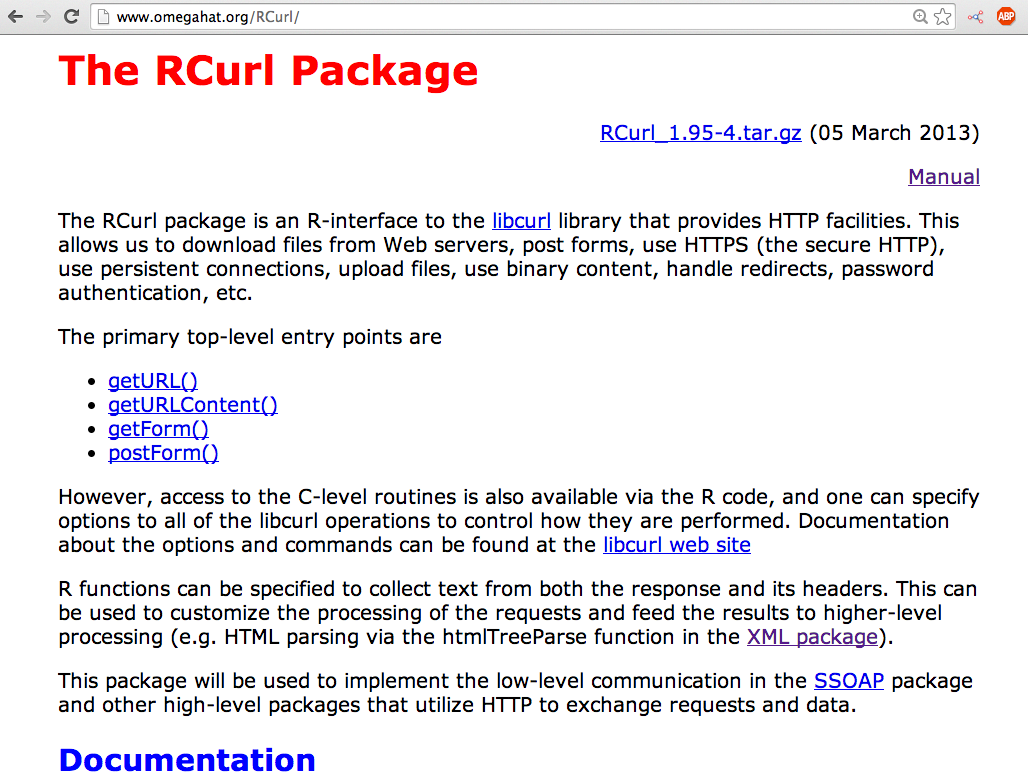 www.omegahat.org/RCurl/
ABP
The RCurl Package
RCurl_1.95-4.tar.gz (05 March 2013)
Manual
The RCurl package is an R-interface to the libcurl library that provides HTTP facilities. This
allows us to download files from Web servers, post forms, use HTTPS (the secure HTTP),
use persistent connections, upload files, use binary content, handle redirects, password
authentication, etc.
The primary top-level entry points are
• getURL()
• getURLContent()
• getForm()
• postForm()
However, access to the C-level routines is also available via the R code, and one can specify
options to all of the libcurl operations to control how they are performed. Documentation
about the options and commands can be found at the libcurl web site
R functions can be specified to collect text from both the response and its headers. This can
be used to customize the processing of the requests and feed the results to higher-level
processing (e.g. HTML parsing via the htmlTreeParse function in the XML package).
This package will be used to implement the low-level communication in the SSOAP package
and other high-level packages that utilize HTTP to exchange requests and data.
Documentation